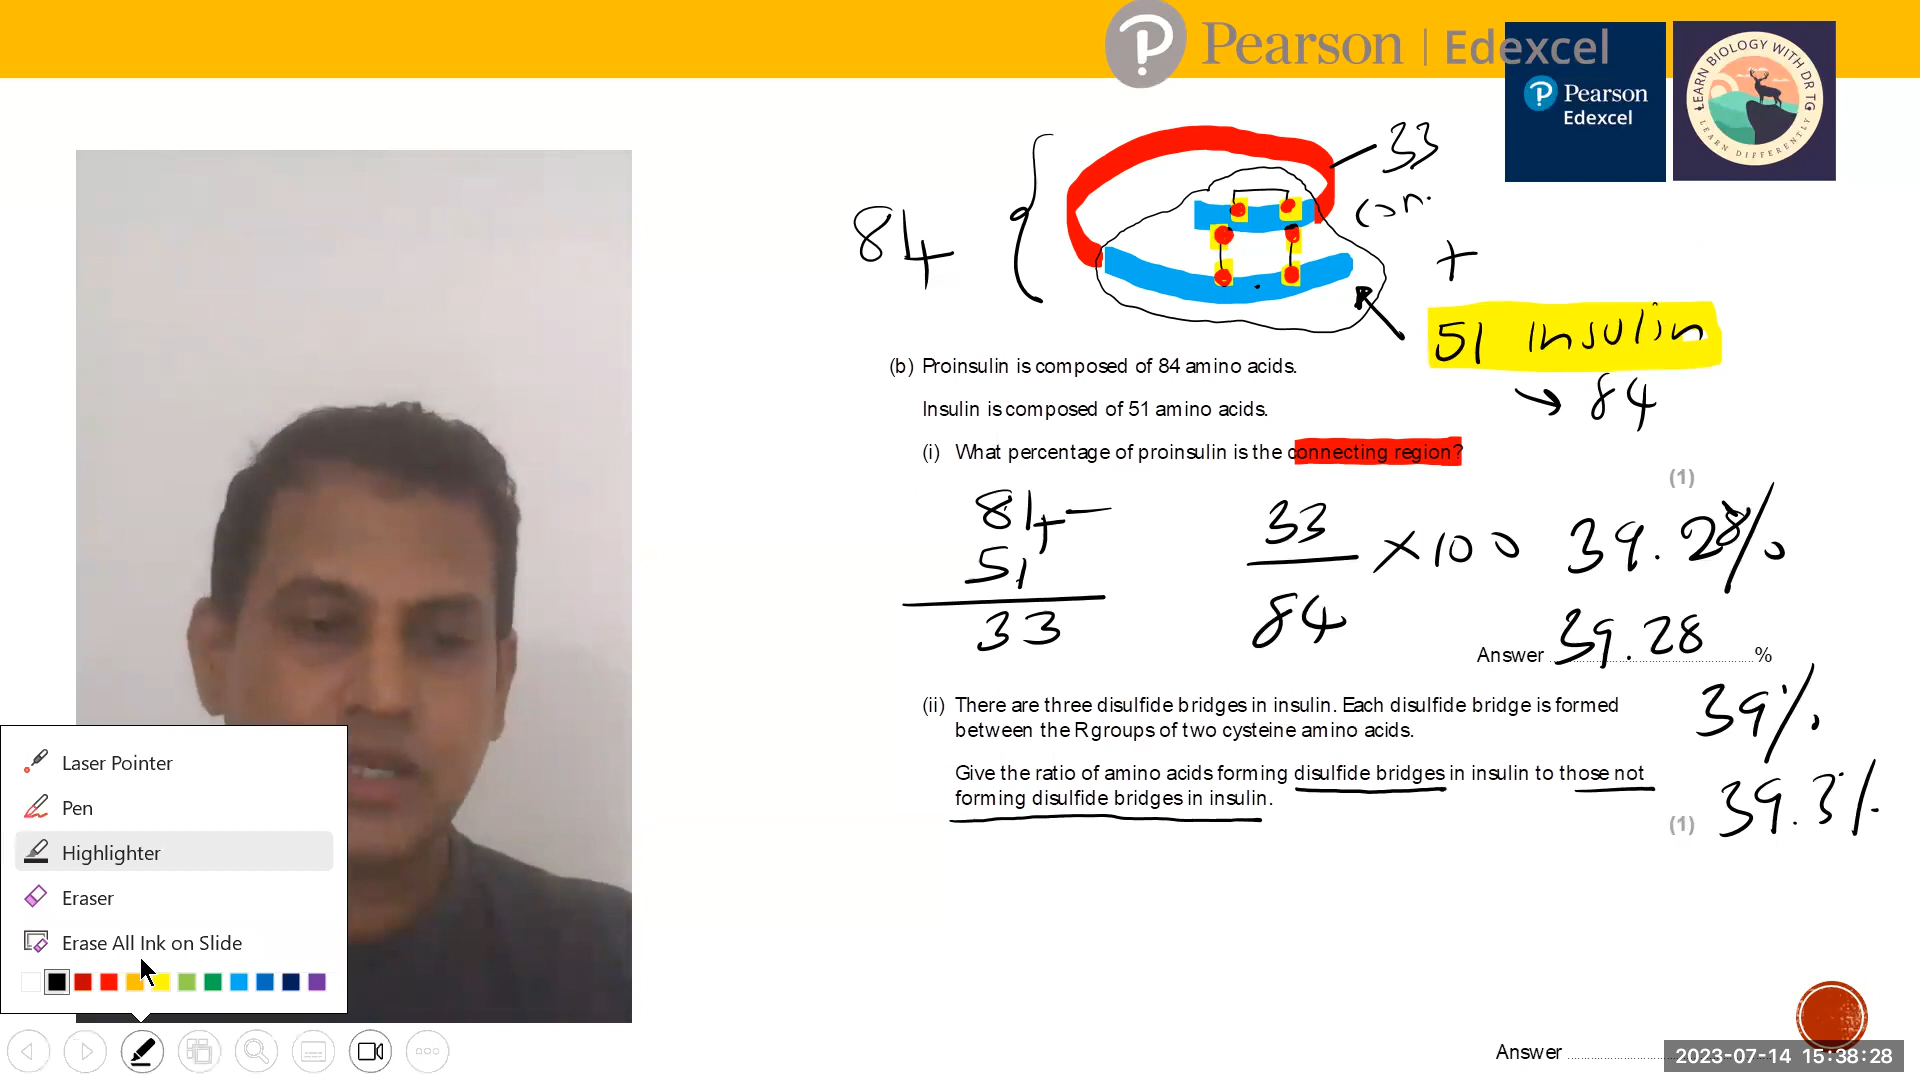 Pearson | Edexcel
Pearson
Edexcel
LEARN BIOLOGY WITH DR TG
LEARN DIFFERENTLY
84
33
con.
+
51 Insulin
→ 84
(b) Proinsulin is composed of 84 amino acids.
Insulin is composed of 51 amino acids.
(i) What percentage of proinsulin is the connecting region?
(1)
84 -
51
33
33
84
× 100
39.28%
Answer 39.28 %
39%
39.3%
(ii) There are three disulfide bridges in insulin. Each disulfide bridge is formed
between the R groups of two cysteine amino acids.
Give the ratio of amino acids forming disulfide bridges in insulin to those not
forming disulfide bridges in insulin.
(1)
Answer
Laser Pointer
Pen
Highlighter
Eraser
Erase All Ink on Slide
2023-07-14 15:38:28